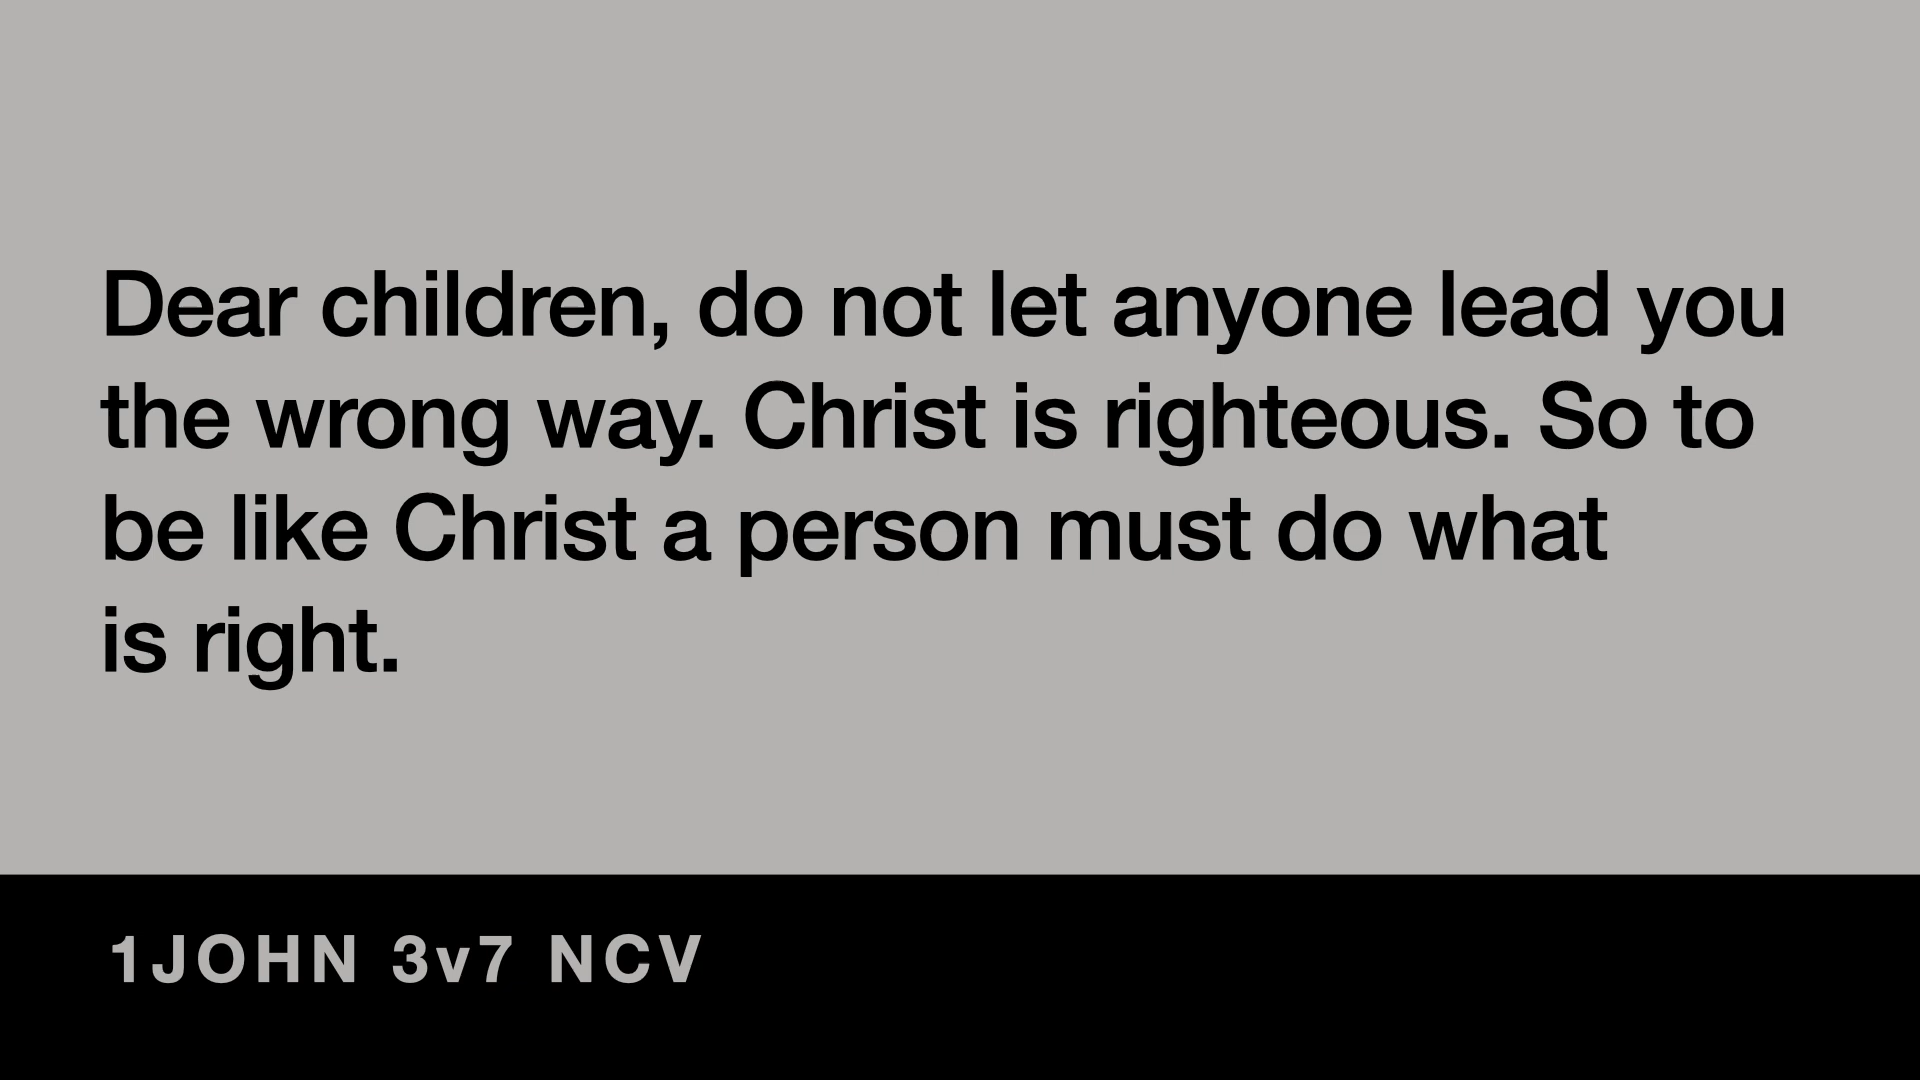 Dear children, do not let anyone lead you
the wrong way. Christ is righteous. So to
be like Christ a person must do what
is right.
1JOHN 3v7 NCV